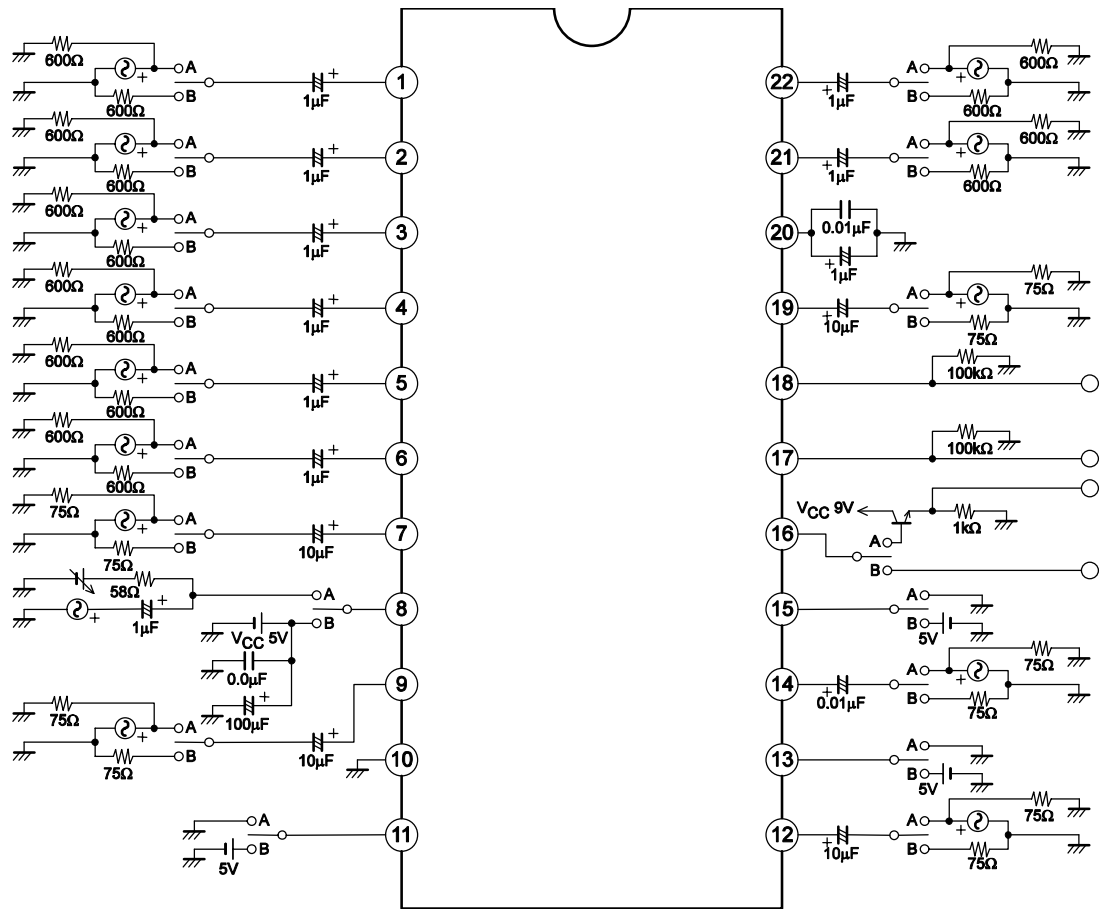 600Ω
+
A
B
600Ω
1μF
+
1
600Ω
+
A
B
600Ω
1μF
+
2
600Ω
+
A
B
600Ω
1μF
+
3
600Ω
+
A
B
600Ω
1μF
+
4
600Ω
+
A
B
600Ω
1μF
+
5
600Ω
+
A
B
600Ω
1μF
+
6
75Ω
+
A
B
75Ω
10μF
+
7
58Ω
+
1μF
+
A
B
8
VCC 5V
0.0μF
100μF
+
9
75Ω
+
A
B
75Ω
10μF
+
10
A
B
5V
11
22
+
1μF
A
B
+
600Ω
600Ω
21
+
1μF
A
B
+
600Ω
600Ω
20
0.01μF
+
1μF
19
+
10μF
A
B
+
75Ω
75Ω
18
100kΩ
17
100kΩ
16
VCC 9V
1kΩ
A
B
15
A
B
5V
14
+
0.01μF
A
B
+
75Ω
75Ω
13
A
B
5V
12
+
10μF
A
B
+
75Ω
75Ω